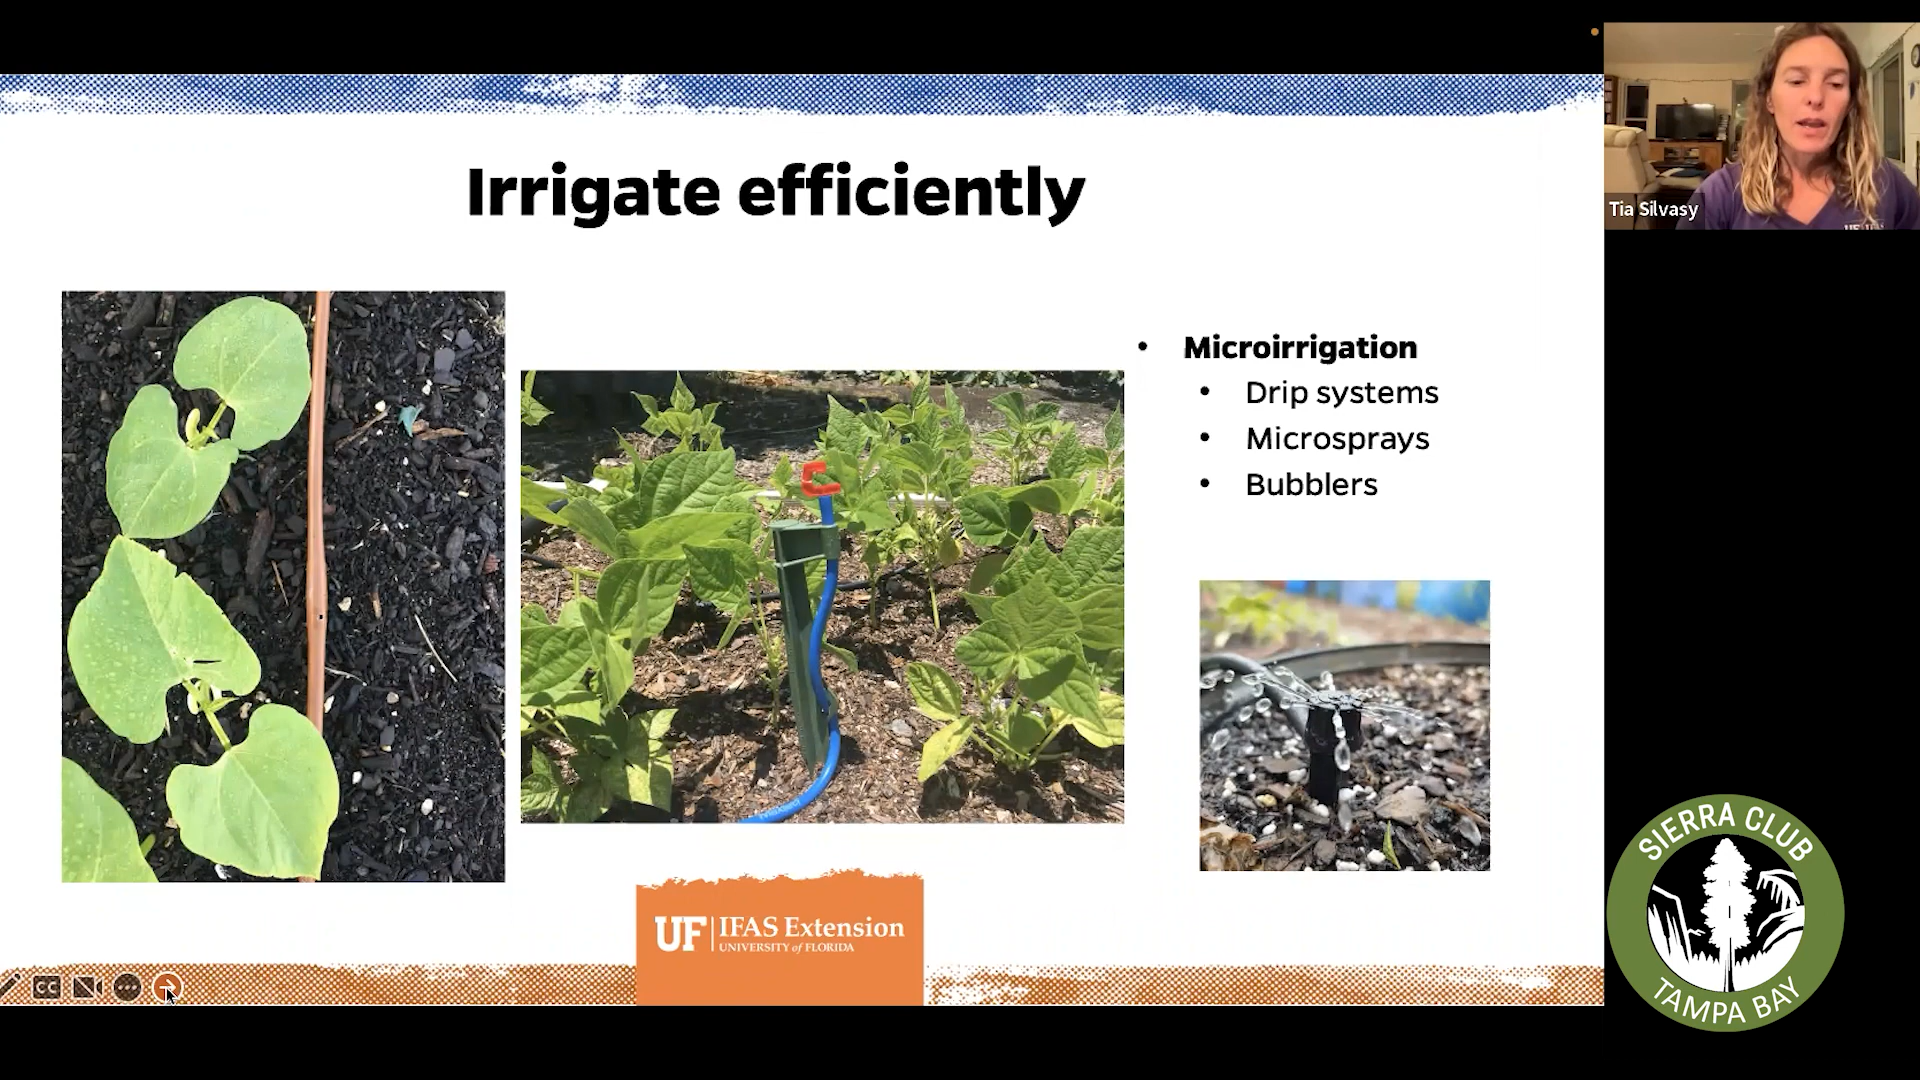 Irrigate efficiently
Tia Silvasy
• Microirrigation
• Drip systems
• Microsprays
• Bubblers
UF IFAS Extension
UNIVERSITY of FLORIDA
CC
SIERRA CLUB
TAMPA BAY